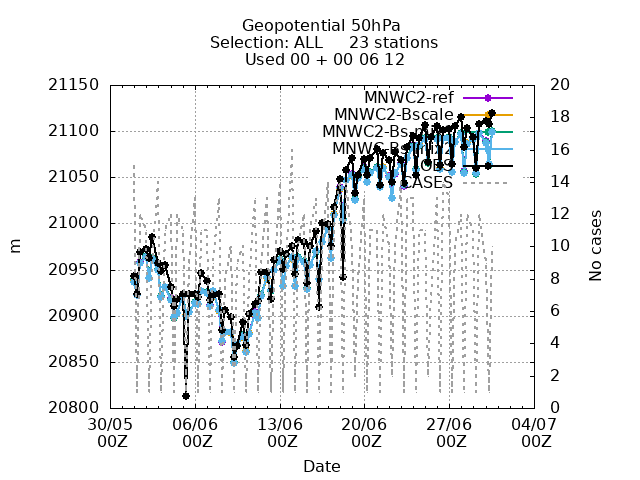 Geopotential 50hPa
Selection: ALL 23 stations
Used 00 + 00 06 12
21150
21100
21050
21000
20950
20900
20850
20800
20
18
16
14
12
10
8
6
4
2
0
MNWC2-ref
MNWC2-Bscale
CASES
m
No cases
30/05 06/06 13/06 20/06 27/06 04/07
00Z 00Z 00Z 00Z 00Z 00Z
Date